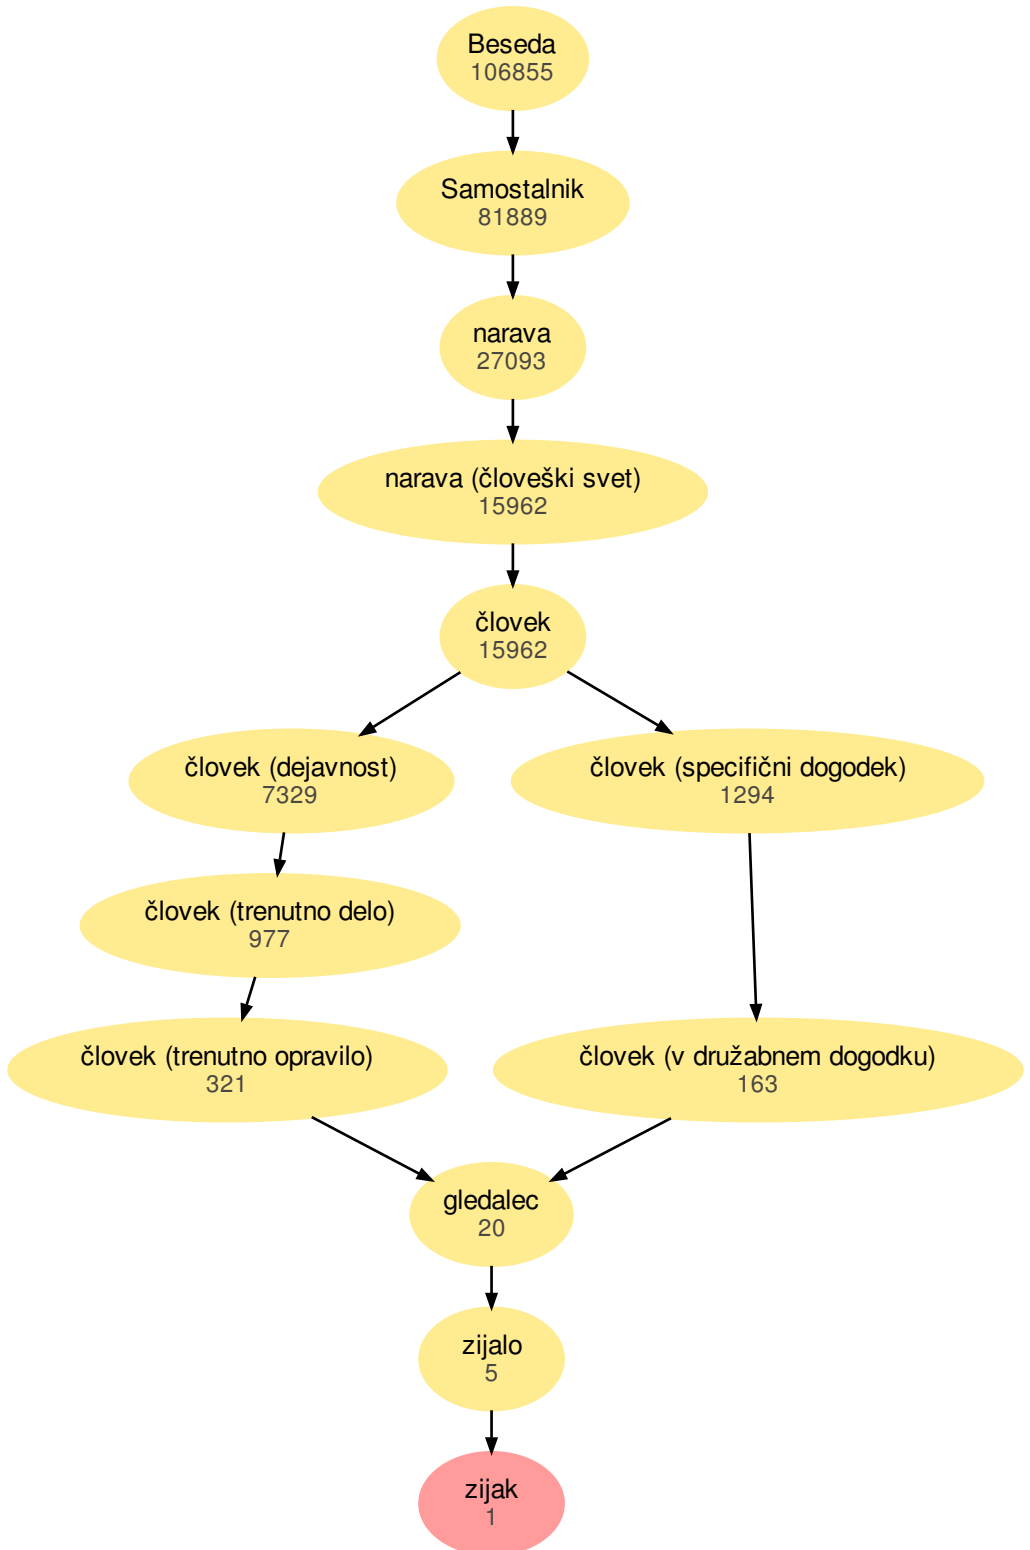 Beseda
106855
Samostalnik
81889
narava
27093
narava (človeški svet)
15962
človek
15962
človek (dejavnost)
7329
človek (specifični dogodek)
1294
človek (trenutno delo)
977
človek (trenutno opravilo)
321
človek (v družabnem dogodku)
163
gledalec
20
zijalo
5
zijak
1